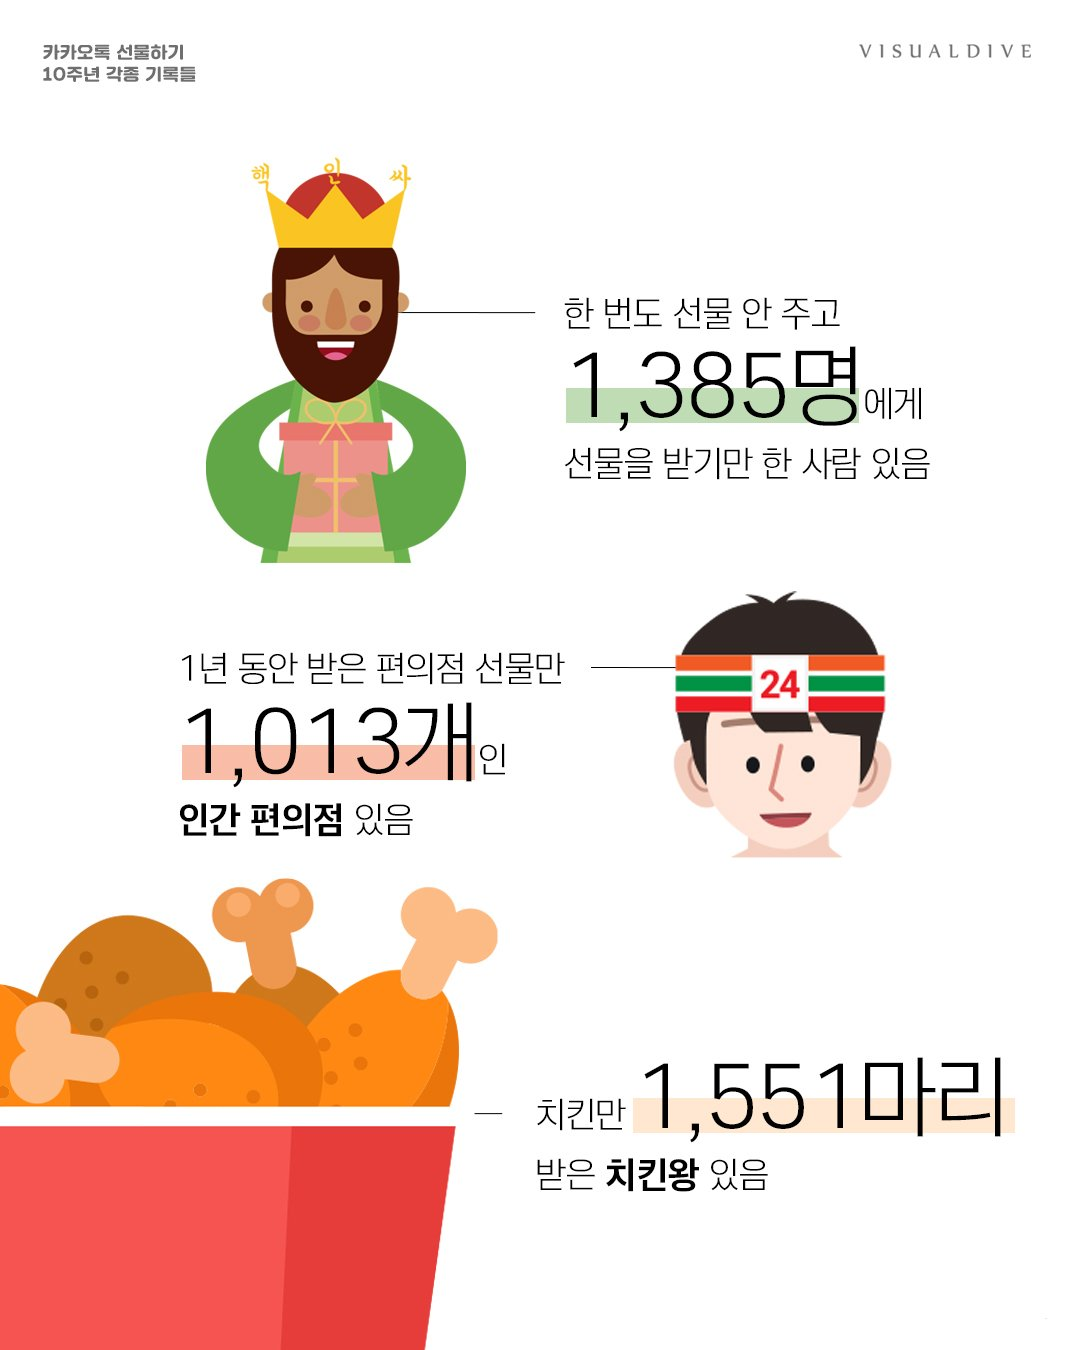 카카오톡 선물하기
10주년 각종 기록들
VISUALDIVE
핵 인 싸
한 번도 선물 안 주고
1,385명에게
선물을 받기만 한 사람 있음
1년 동안 받은 편의점 선물만
1,013개인
인간 편의점 있음
24
치킨만 1,551마리
받은 치킨왕 있음